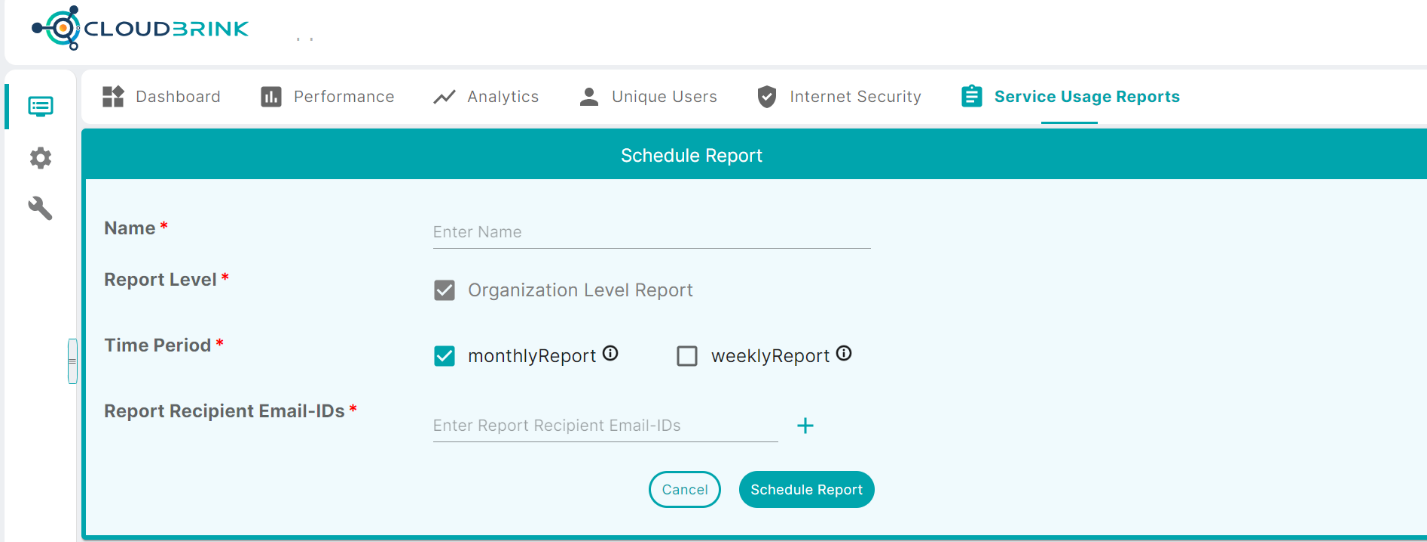 CLOUDBRINK
Dashboard Performance Analytics Unique Users Internet Security Service Usage Reports
Schedule Report
Name *
Enter Name
Report Level *
Organization Level Report
Time Period *
monthlyReport weeklyReport
Report Recipient Email-IDs *
Enter Report Recipient Email-IDs +
Cancel Schedule Report